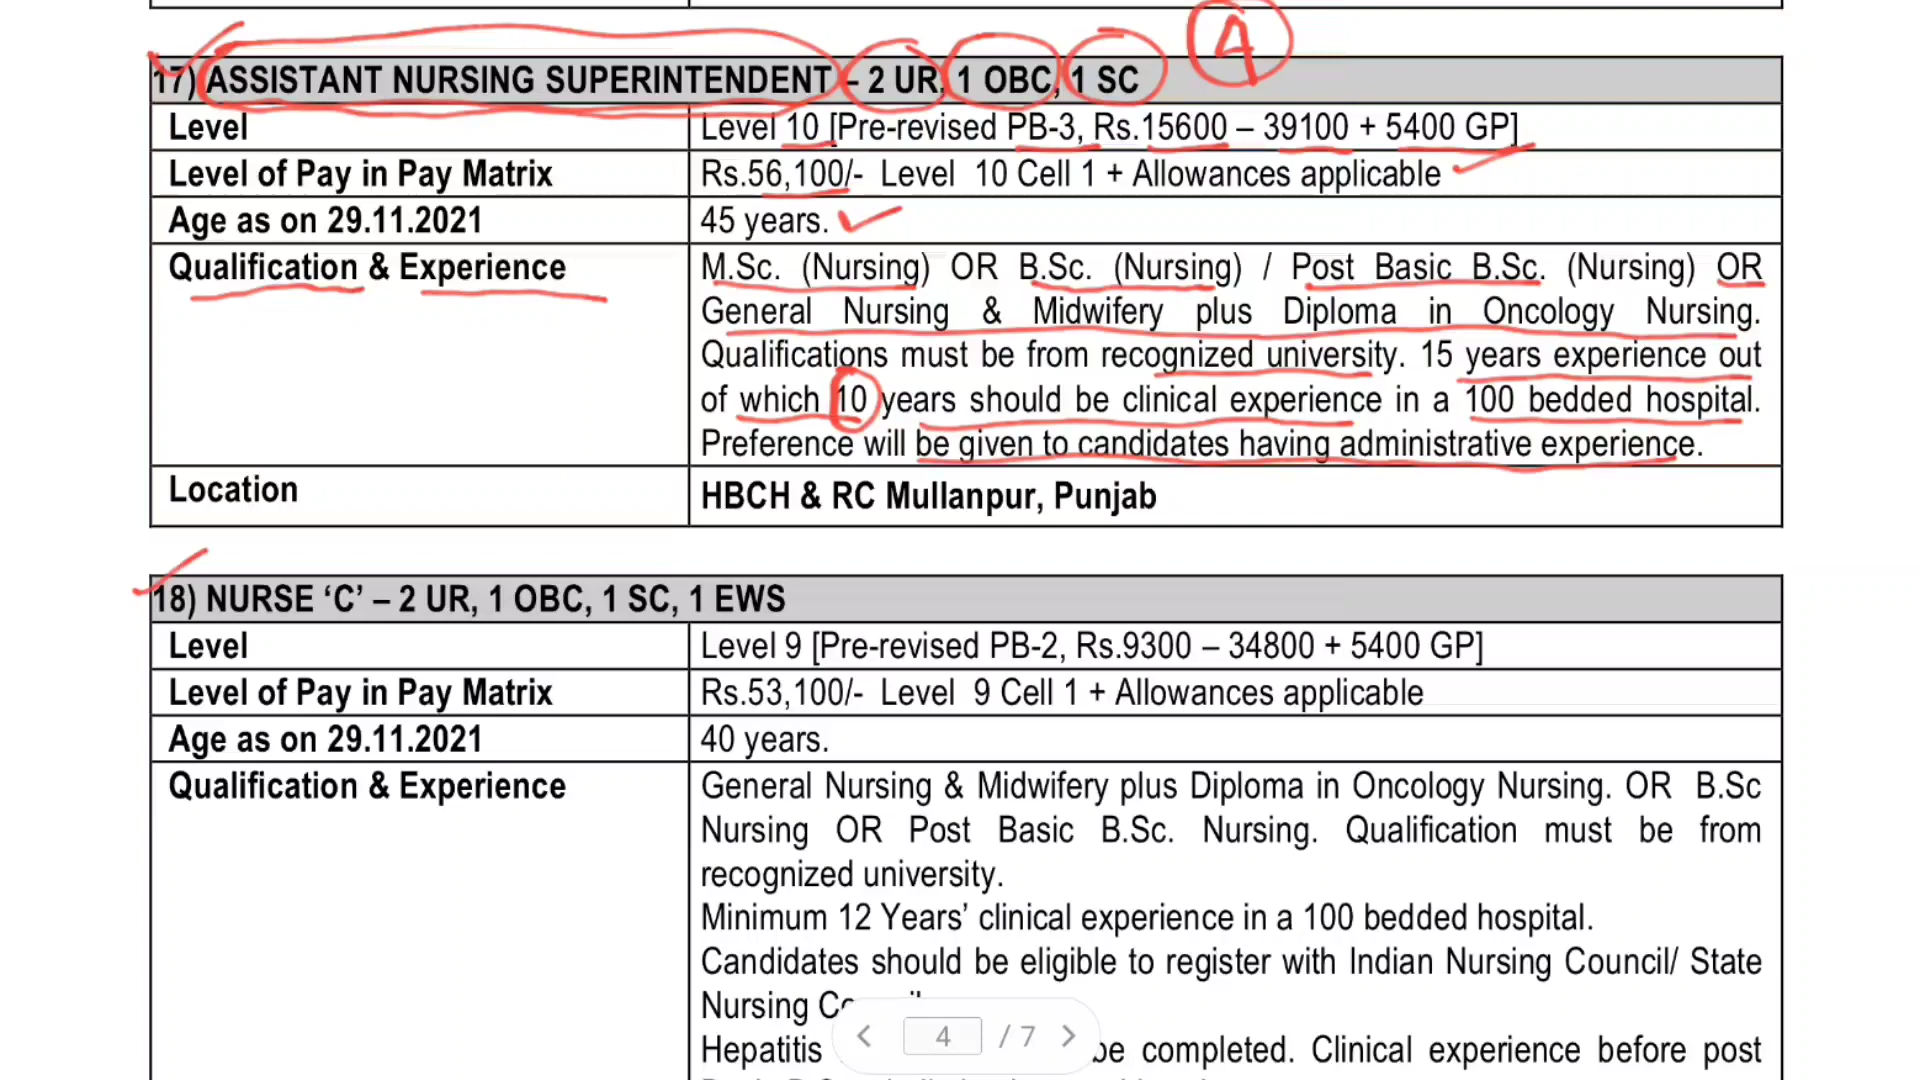 4
17) ASSISTANT NURSING SUPERINTENDENT – 2 UR, 1 OBC, 1 SC
Level
Level 10 [Pre-revised PB-3, Rs.15600 – 39100 + 5400 GP]
Level of Pay in Pay Matrix
Rs.56,100/- Level 10 Cell 1 + Allowances applicable
Age as on 29.11.2021
45 years.
Qualification & Experience
M.Sc. (Nursing) OR B.Sc. (Nursing) / Post Basic B.Sc. (Nursing) OR
General Nursing & Midwifery plus Diploma in Oncology Nursing.
Qualifications must be from recognized university. 15 years experience out
of which 10 years should be clinical experience in a 100 bedded hospital.
Preference will be given to candidates having administrative experience.
Location
HBCH & RC Mullanpur, Punjab
18) NURSE ‘C’ – 2 UR, 1 OBC, 1 SC, 1 EWS
Level
Level 9 [Pre-revised PB-2, Rs.9300 – 34800 + 5400 GP]
Level of Pay in Pay Matrix
Rs.53,100/- Level 9 Cell 1 + Allowances applicable
Age as on 29.11.2021
40 years.
Qualification & Experience
General Nursing & Midwifery plus Diploma in Oncology Nursing. OR B.Sc
Nursing OR Post Basic B.Sc. Nursing. Qualification must be from
recognized university.
Minimum 12 Years’ clinical experience in a 100 bedded hospital.
Candidates should be eligible to register with Indian Nursing Council/ State
Nursing
Hepatitis be completed. Clinical experience before post
4 / 7